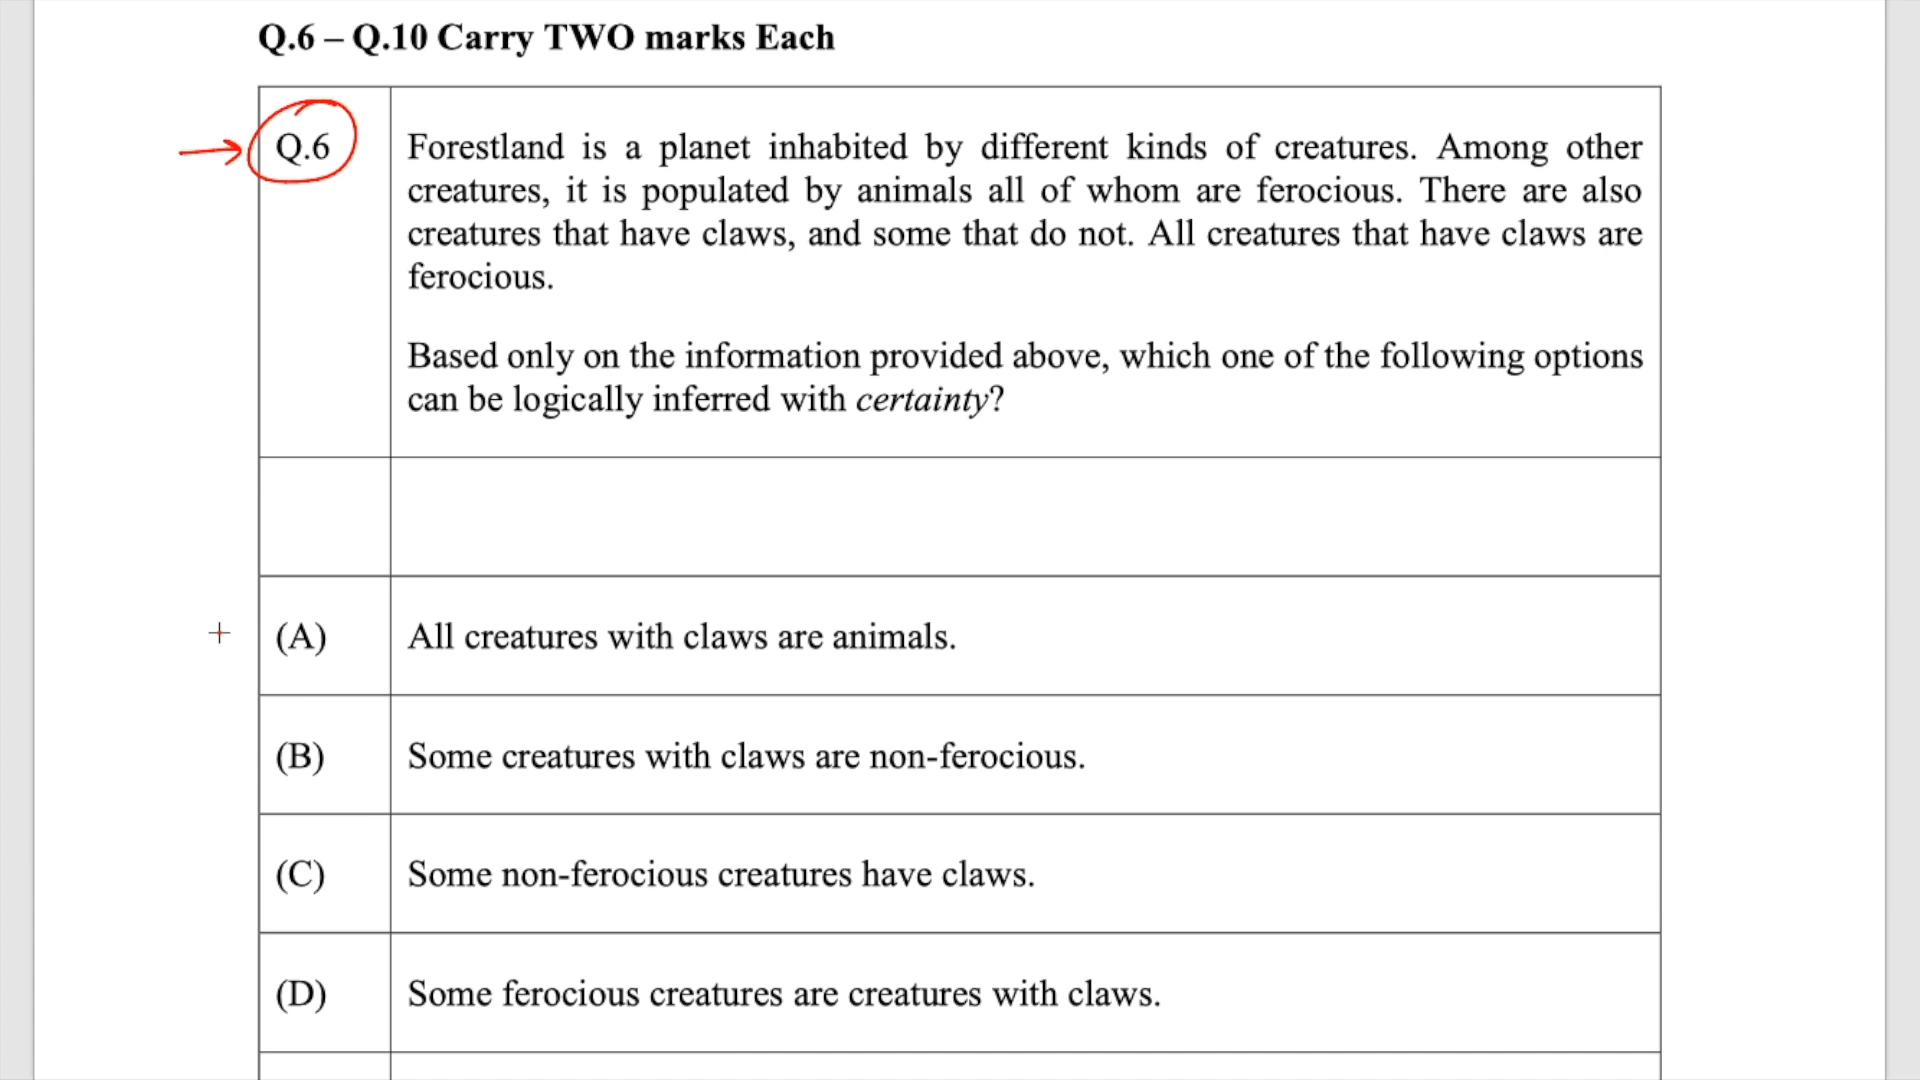 Q.6 – Q.10 Carry TWO marks Each
Q.6
Forestland is a planet inhabited by different kinds of creatures. Among other
creatures, it is populated by animals all of whom are ferocious. There are also
creatures that have claws, and some that do not. All creatures that have claws are
ferocious.
Based only on the information provided above, which one of the following options
can be logically inferred with certainty?
(A) All creatures with claws are animals.
(B) Some creatures with claws are non-ferocious.
(C) Some non-ferocious creatures have claws.
(D) Some ferocious creatures are creatures with claws.